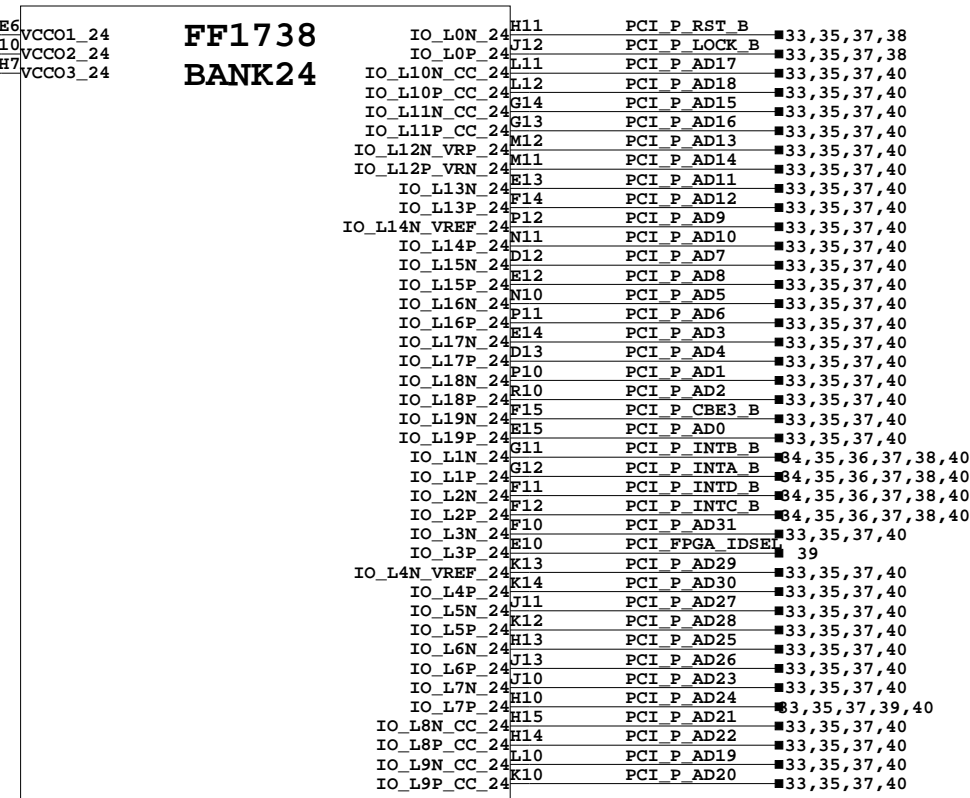 E6 VCCO1_24
10 VCCO2_24
H7 VCCO3_24
FF1738
BANK24
IO_L0N_24 H11 PCI_P_RST_B 33,35,37,38
IO_L0P_24 J12 PCI_P_LOCK_B 33,35,37,38
IO_L10N_CC_24 L11 PCI_P_AD17 33,35,37,40
IO_L10P_CC_24 L12 PCI_P_AD18 33,35,37,40
IO_L11N_CC_24 G14 PCI_P_AD15 33,35,37,40
IO_L11P_CC_24 G13 PCI_P_AD16 33,35,37,40
IO_L12N_VRP_24 M12 PCI_P_AD13 33,35,37,40
IO_L12P_VRN_24 M11 PCI_P_AD14 33,35,37,40
IO_L13N_24 E13 PCI_P_AD11 33,35,37,40
IO_L13P_24 F14 PCI_P_AD12 33,35,37,40
IO_L14N_VREF_24 P12 PCI_P_AD9 33,35,37,40
IO_L14P_24 N11 PCI_P_AD10 33,35,37,40
IO_L15N_24 D12 PCI_P_AD7 33,35,37,40
IO_L15P_24 E12 PCI_P_AD8 33,35,37,40
IO_L16N_24 N10 PCI_P_AD5 33,35,37,40
IO_L16P_24 P11 PCI_P_AD6 33,35,37,40
IO_L17N_24 E14 PCI_P_AD3 33,35,37,40
IO_L17P_24 D13 PCI_P_AD4 33,35,37,40
IO_L18N_24 P10 PCI_P_AD1 33,35,37,40
IO_L18P_24 R10 PCI_P_AD2 33,35,37,40
IO_L19N_24 F15 PCI_P_CBE3_B 33,35,37,40
IO_L19P_24 E15 PCI_P_AD0 33,35,37,40
IO_L1N_24 G11 PCI_P_INTB_B 34,35,36,37,38,40
IO_L1P_24 G12 PCI_P_INTA_B 34,35,36,37,38,40
IO_L2N_24 F11 PCI_P_INTD_B 34,35,36,37,38,40
IO_L2P_24 F12 PCI_P_INTC_B 34,35,36,37,38,40
IO_L3N_24 F10 PCI_P_AD31 33,35,37,40
IO_L3P_24 E10 PCI_FPGA_IDSEL 39
IO_L4N_VREF_24 K13 PCI_P_AD29 33,35,37,40
IO_L4P_24 K14 PCI_P_AD30 33,35,37,40
IO_L5N_24 J11 PCI_P_AD27 33,35,37,40
IO_L5P_24 K12 PCI_P_AD28 33,35,37,40
IO_L6N_24 H13 PCI_P_AD25 33,35,37,40
IO_L6P_24 J13 PCI_P_AD26 33,35,37,40
IO_L7N_24 J10 PCI_P_AD23 33,35,37,40
IO_L7P_24 H10 PCI_P_AD24 33,35,37,39,40
IO_L8N_CC_24 H15 PCI_P_AD21 33,35,37,40
IO_L8P_CC_24 H14 PCI_P_AD22 33,35,37,40
IO_L9N_CC_24 L10 PCI_P_AD19 33,35,37,40
IO_L9P_CC_24 K10 PCI_P_AD20 33,35,37,40